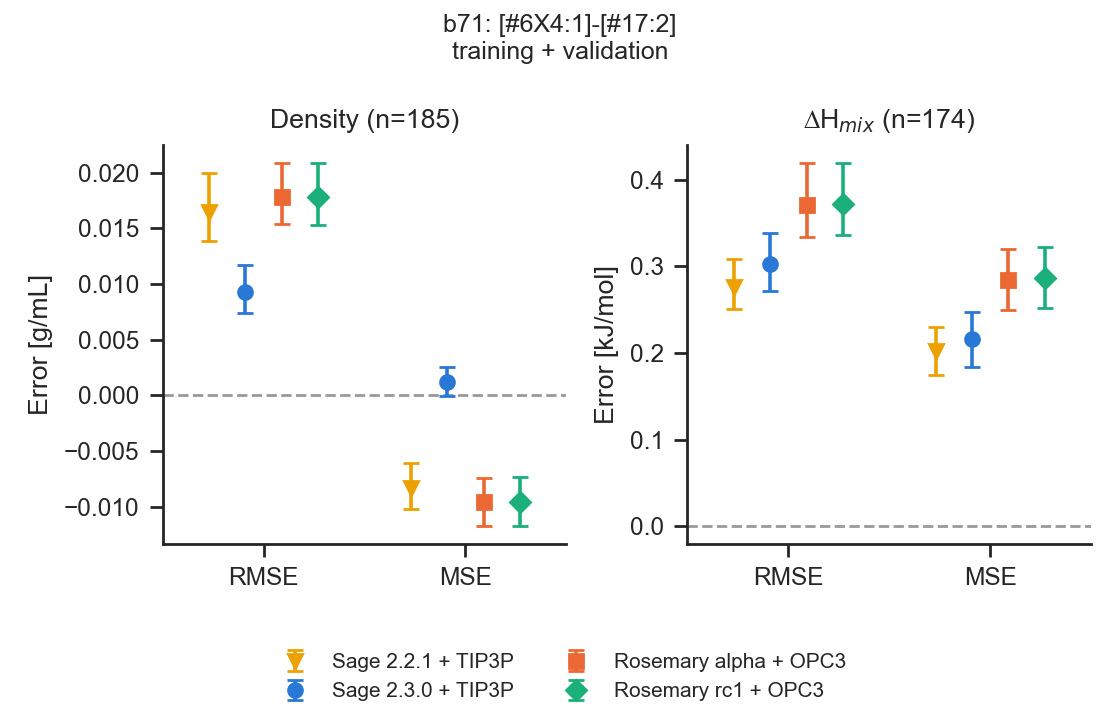 b71: [#6X4:1]-[#17:2]
training + validation
Density (n=185)
Error [g/mL]
0.020
0.015
0.010
0.005
0.000
−0.005
−0.010
RMSE
MSE
ΔHmix (n=174)
Error [kJ/mol]
0.4
0.3
0.2
0.1
0.0
RMSE
MSE
Sage 2.2.1 + TIP3P
Sage 2.3.0 + TIP3P
Rosemary alpha + OPC3
Rosemary rc1 + OPC3